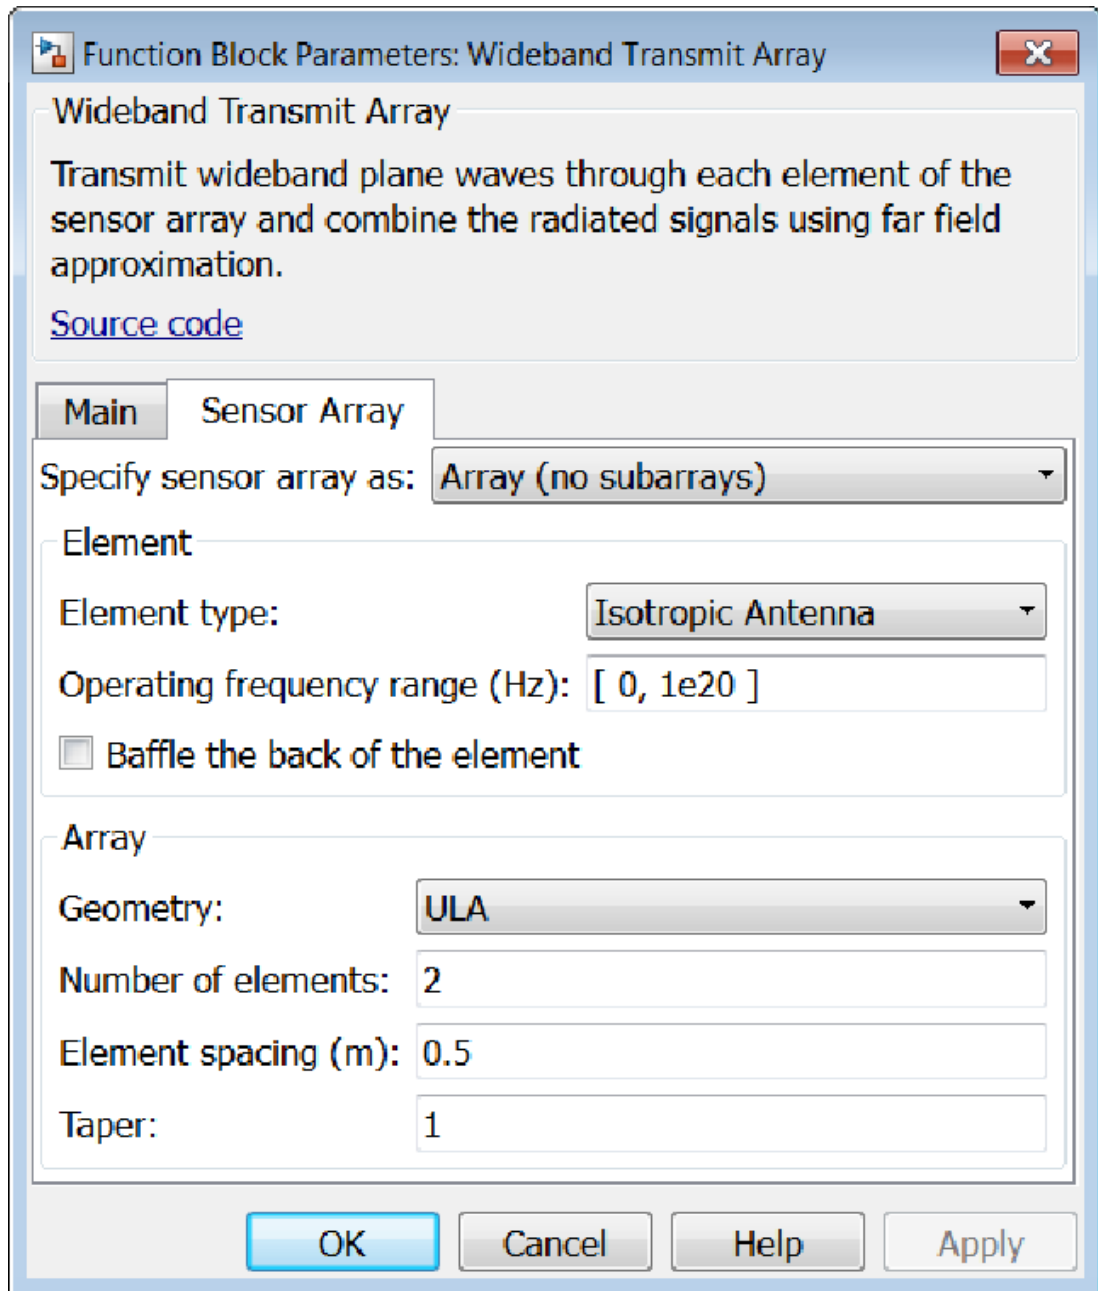 Function Block Parameters: Wideband Transmit Array
Wideband Transmit Array
Transmit wideband plane waves through each element of the
sensor array and combine the radiated signals using far field
approximation.
Source code
Main Sensor Array
Specify sensor array as: Array (no subarrays)
Element
Element type: Isotropic Antenna
Operating frequency range (Hz): [ 0, 1e20 ]
Baffle the back of the element
Array
Geometry: ULA
Number of elements: 2
Element spacing (m): 0.5
Taper: 1
OK Cancel Help Apply